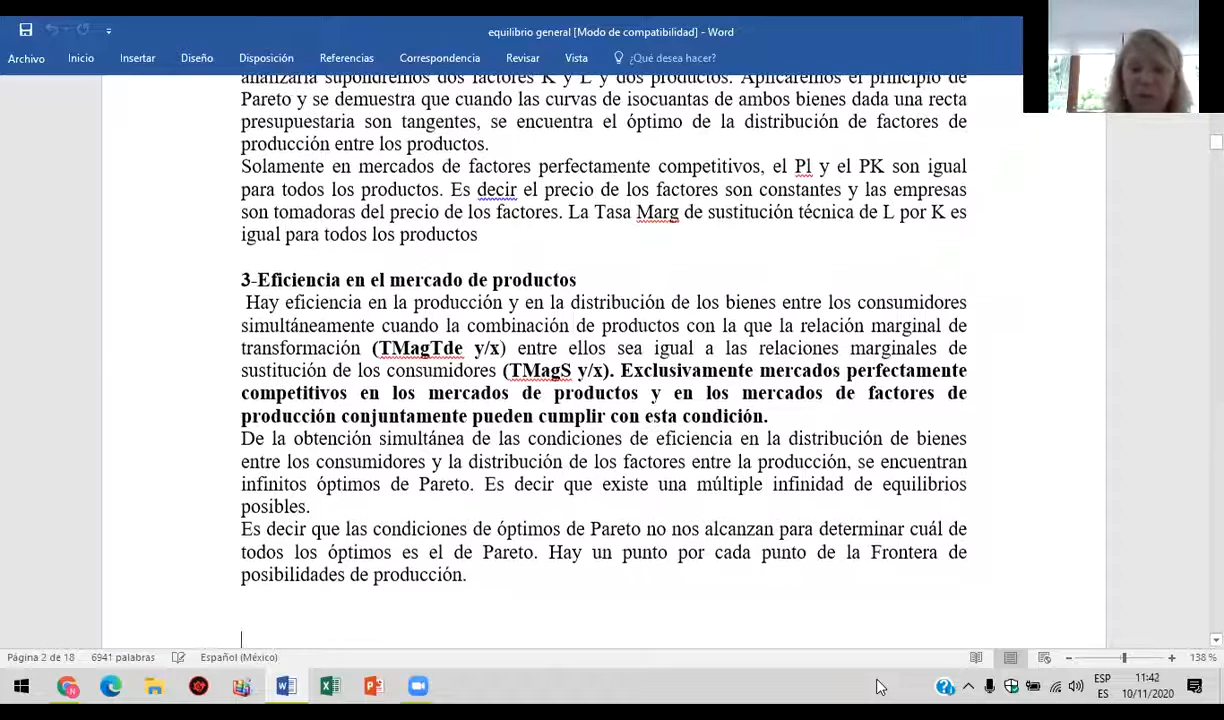 equilibrio general [Modo de compatibilidad] - Word
Archivo Inicio Insertar Diseño Disposición Referencias Correspondencia Revisar Vista ¿Qué desea hacer?
analizarla supondremos dos factores K y L y dos productos. Aplicaremos el principio de
Pareto y se demuestra que cuando las curvas de isocuantas de ambos bienes dada una recta
presupuestaria son tangentes, se encuentra el óptimo de la distribución de factores de
producción entre los productos.
Solamente en mercados de factores perfectamente competitivos, el Pl y el PK son igual
para todos los productos. Es decir el precio de los factores son constantes y las empresas
son tomadoras del precio de los factores. La Tasa Marg de sustitución técnica de L por K es
igual para todos los productos
3-Eficiencia en el mercado de productos
Hay eficiencia en la producción y en la distribución de los bienes entre los consumidores
simultáneamente cuando la combinación de productos con la que la relación marginal de
transformación (TMagTde y/x) entre ellos sea igual a las relaciones marginales de
sustitución de los consumidores (TMagS y/x). Exclusivamente mercados perfectamente
competitivos en los mercados de productos y en los mercados de factores de
producción conjuntamente pueden cumplir con esta condición.
De la obtención simultánea de las condiciones de eficiencia en la distribución de bienes
entre los consumidores y la distribución de los factores entre la producción, se encuentran
infinitos óptimos de Pareto. Es decir que existe una múltiple infinidad de equilibrios
posibles.
Es decir que las condiciones de óptimos de Pareto no nos alcanzan para determinar cuál de
todos los óptimos es el de Pareto. Hay un punto por cada punto de la Frontera de
posibilidades de producción.
Página 2 de 18 6941 palabras Español (México) 138 %
ESP 11:42
ES 10/11/2020